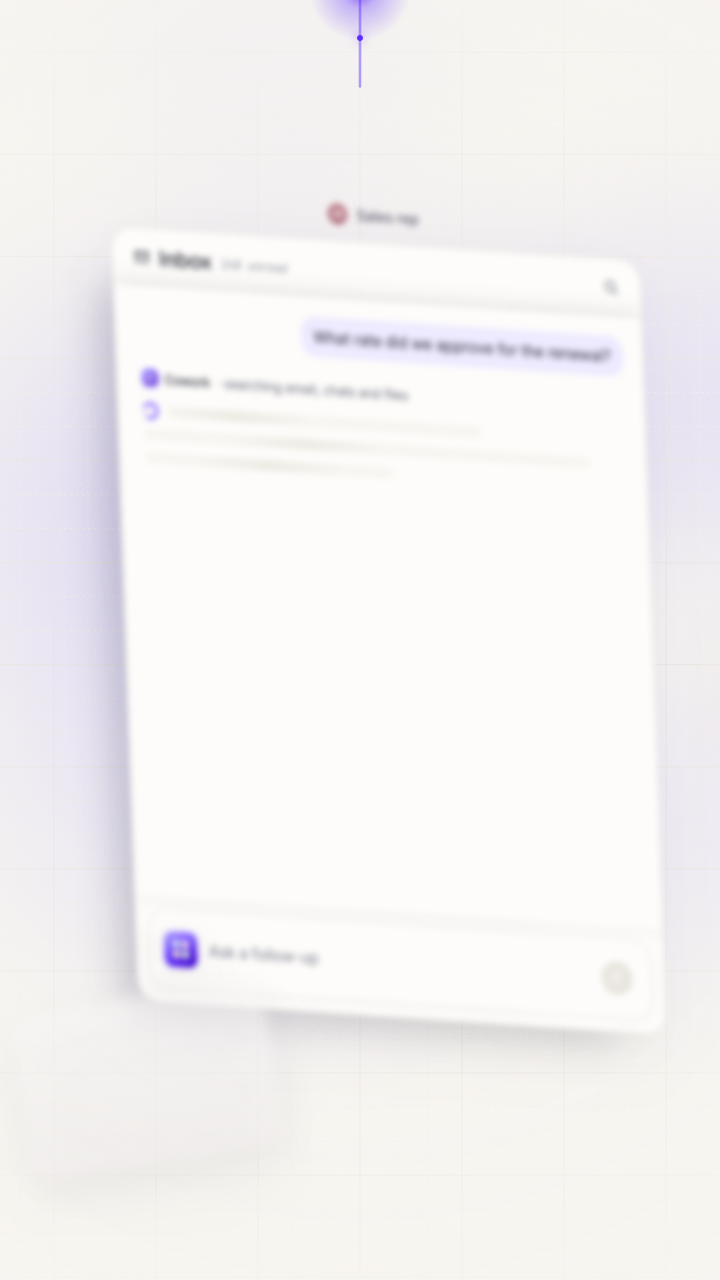 Sales rep
Inbox unread
What rate did we approve for the renewal?
Cowork · searching email, chats and files
Ask a follow-up